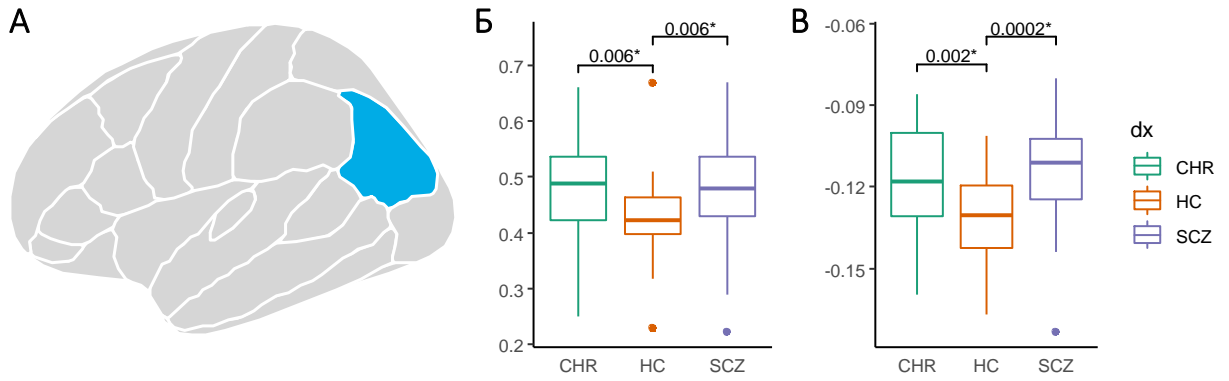 А
Б
0.7
0.6
0.5
0.4
0.3
0.2
0.006*
0.006*
CHR
HC
SCZ
В
-0.06
-0.09
-0.12
-0.15
0.002*
0.0002*
CHR
HC
SCZ
dx
CHR
HC
SCZ